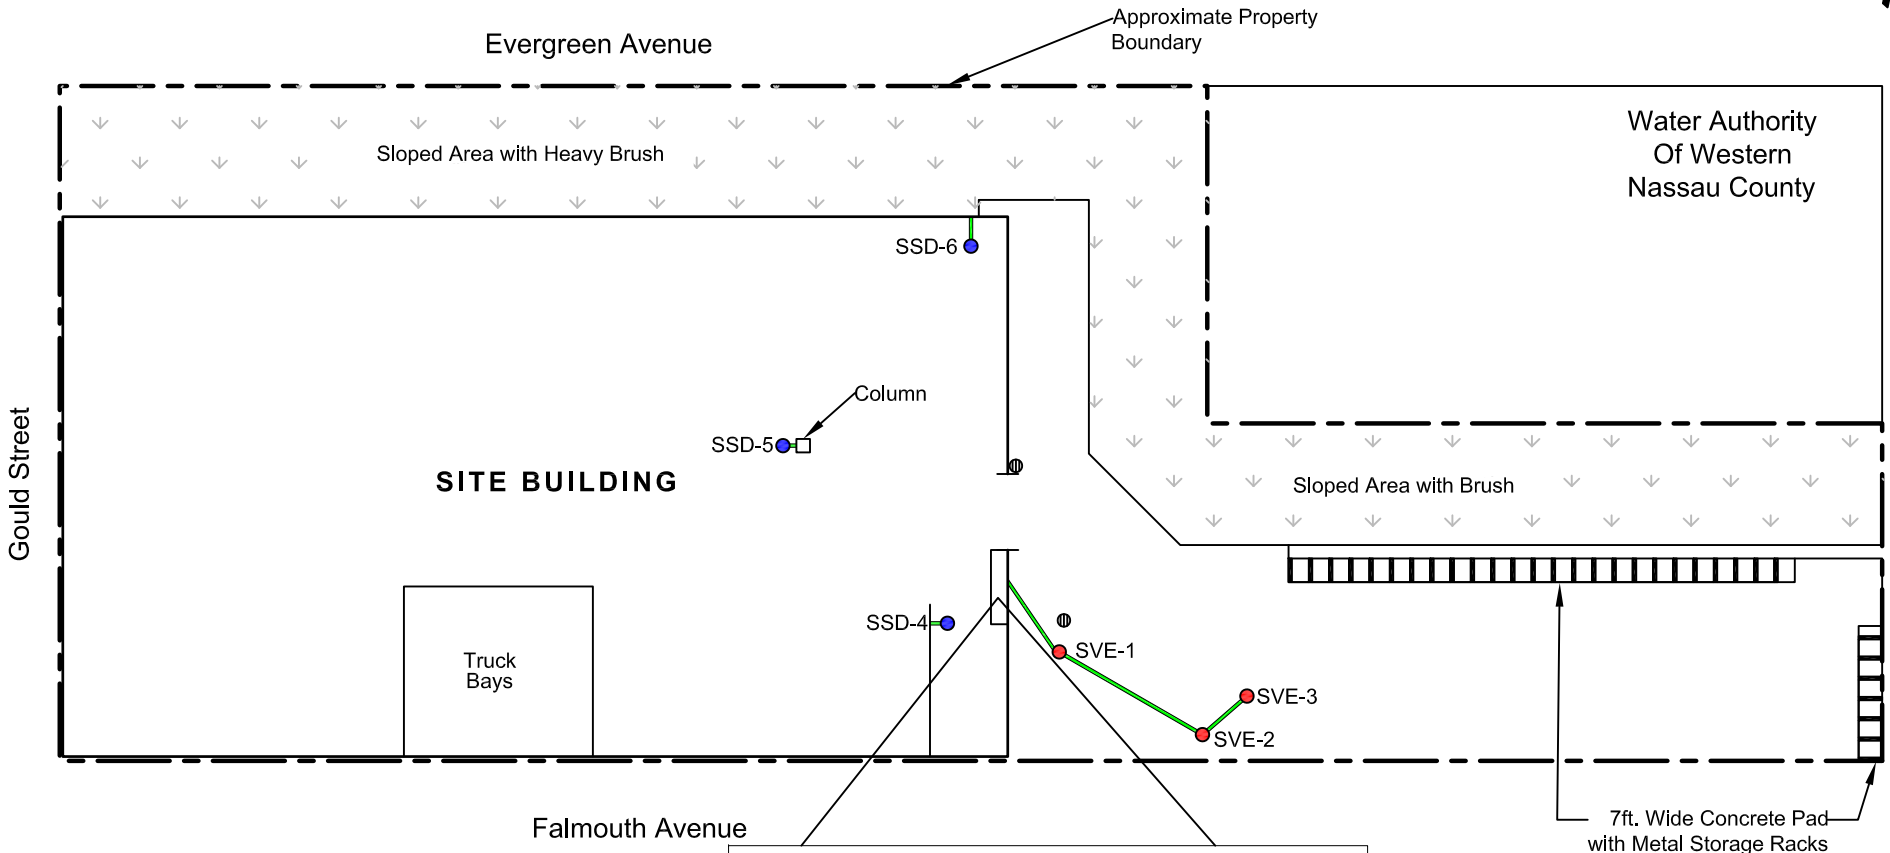 Approximate Property
Boundary
Evergreen Avenue
Water Authority
Of Western
Nassau County
Sloped Area with Heavy Brush
SSD-6
Column
SSD-5
SITE BUILDING
Gould Street
Sloped Area with Brush
SSD-4
SVE-1
Truck
Bays
SVE-3
SVE-2
Falmouth Avenue
7ft. Wide Concrete Pad
with Metal Storage Racks